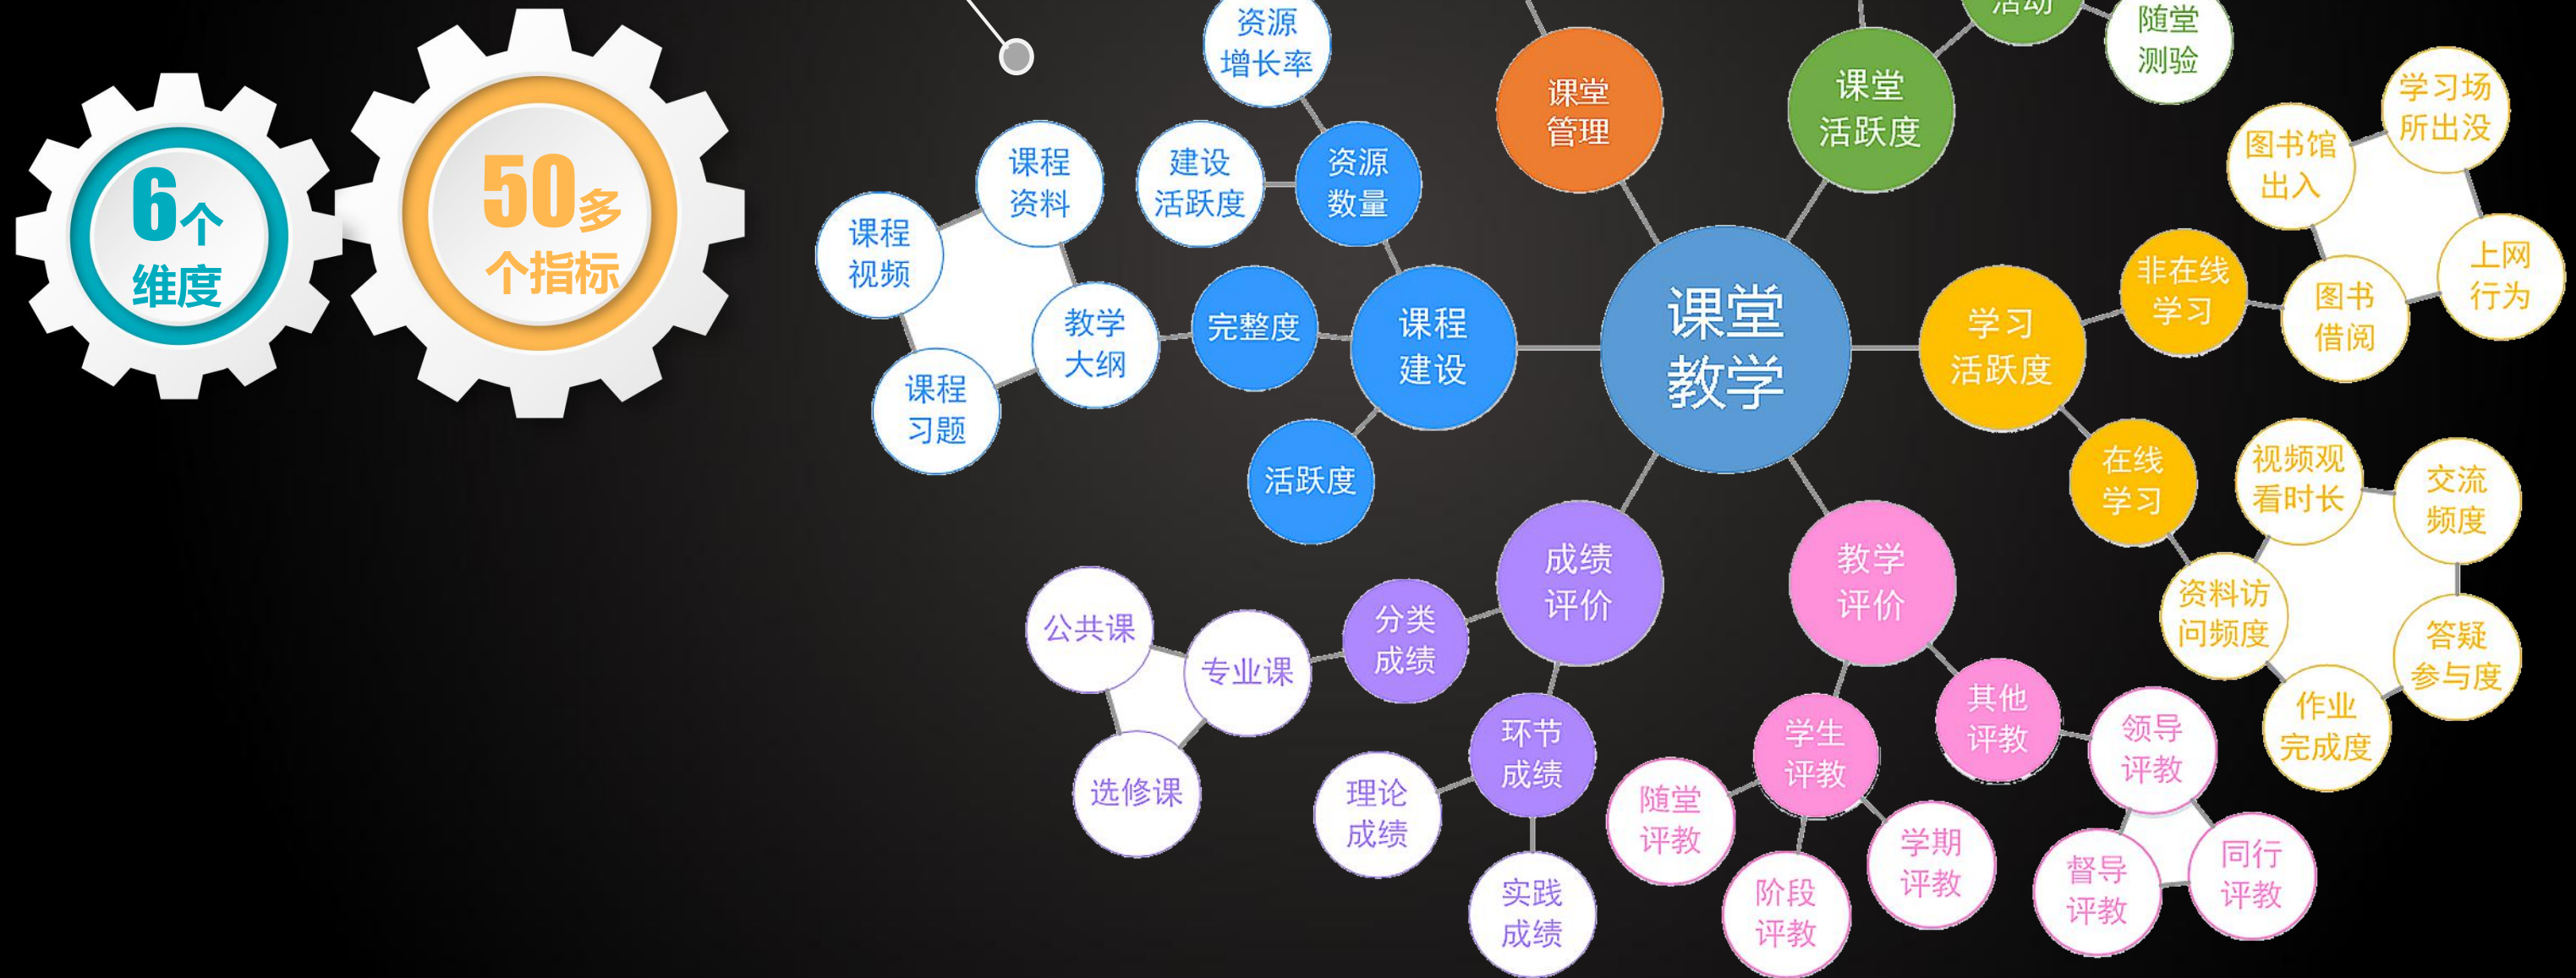 6个
维度
50多
个指标
资源
增长率
建设
活跃度
资源
数量
课程
资料
课程
视频
教学
大纲
课程
习题
完整度
课程
建设
活跃度
课堂
管理
课堂
活跃度
活动
随堂
测验
课堂
教学
学习
活跃度
非在线
学习
图书馆
出入
学习场
所出没
上网
行为
图书
借阅
在线
学习
视频观
看时长
交流
频度
资料访
问频度
答疑
参与度
作业
完成度
成绩
评价
分类
成绩
公共课
专业课
选修课
环节
成绩
理论
成绩
实践
成绩
教学
评价
学生
评教
随堂
评教
阶段
评教
学期
评教
其他
评教
领导
评教
督导
评教
同行
评教